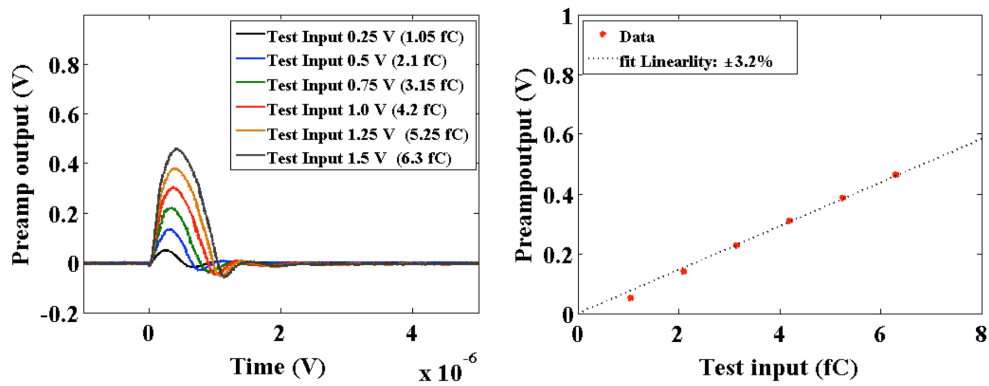 Preamp output (V)
0.8
0.6
0.4
0.2
0
-0.2
Test Input 0.25 V (1.05 fC)
Test Input 0.5 V (2.1 fC)
Test Input 0.75 V (3.15 fC)
Test Input 1.0 V (4.2 fC)
Test Input 1.25 V (5.25 fC)
Test Input 1.5 V (6.3 fC)
0 2 4
Time (V)
x 10-6
Preampoutput (V)
1
0.8
0.6
0.4
0.2
0
Data
fit Linearlity: ±3.2%
0 2 4 6 8
Test input (fC)